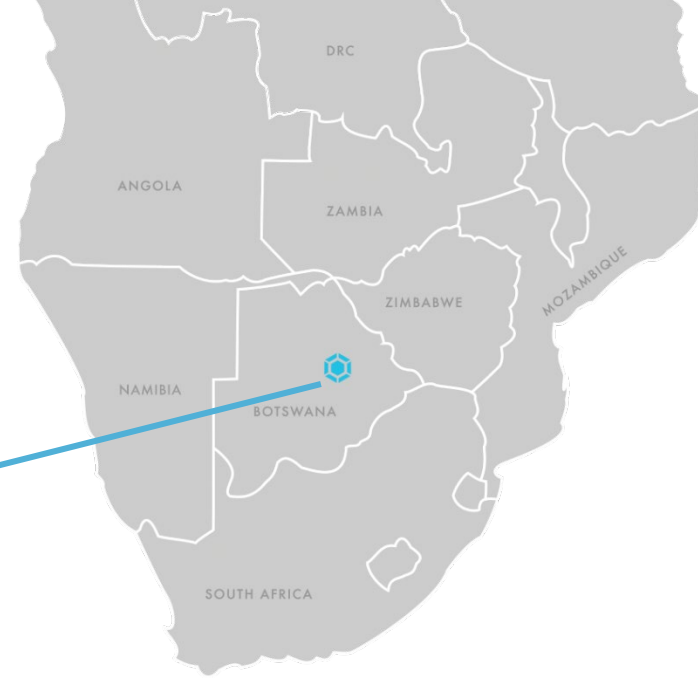 DRC
ANGOLA
ZAMBIA
MOZAMBIQUE
ZIMBABWE
NAMIBIA
BOTSWANA
SOUTH AFRICA